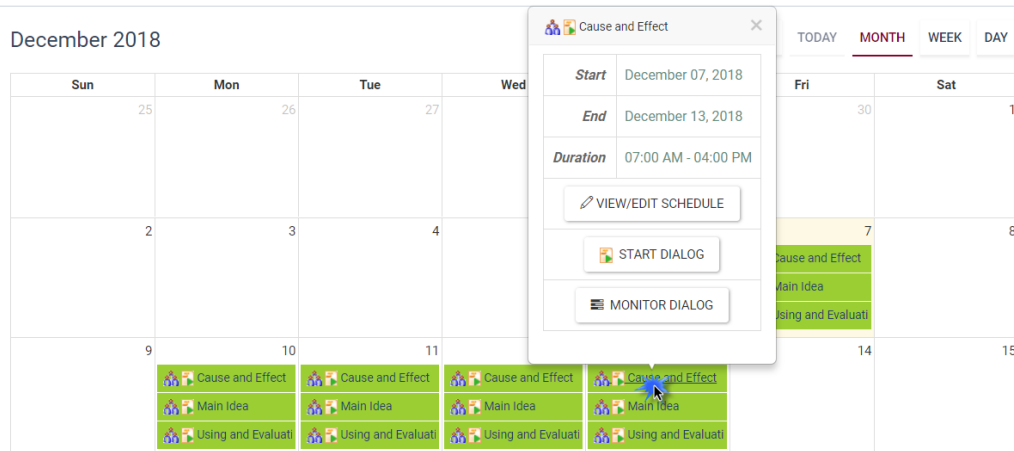 December 2018
TODAY MONTH WEEK DAY
Cause and Effect ×
Start December 07, 2018
End December 13, 2018
Duration 07:00 AM - 04:00 PM
VIEW/EDIT SCHEDULE
START DIALOG
MONITOR DIALOG
Sun Mon Tue Wed Fri Sat
25 26 27 30 1
2 3 4 7 8
Cause and Effect
Main Idea
Using and Evaluati
9 10 11 14 15
Cause and Effect Cause and Effect Cause and Effect Cause and Effect
Main Idea Main Idea Main Idea Main Idea
Using and Evaluati Using and Evaluati Using and Evaluati Using and Evaluati